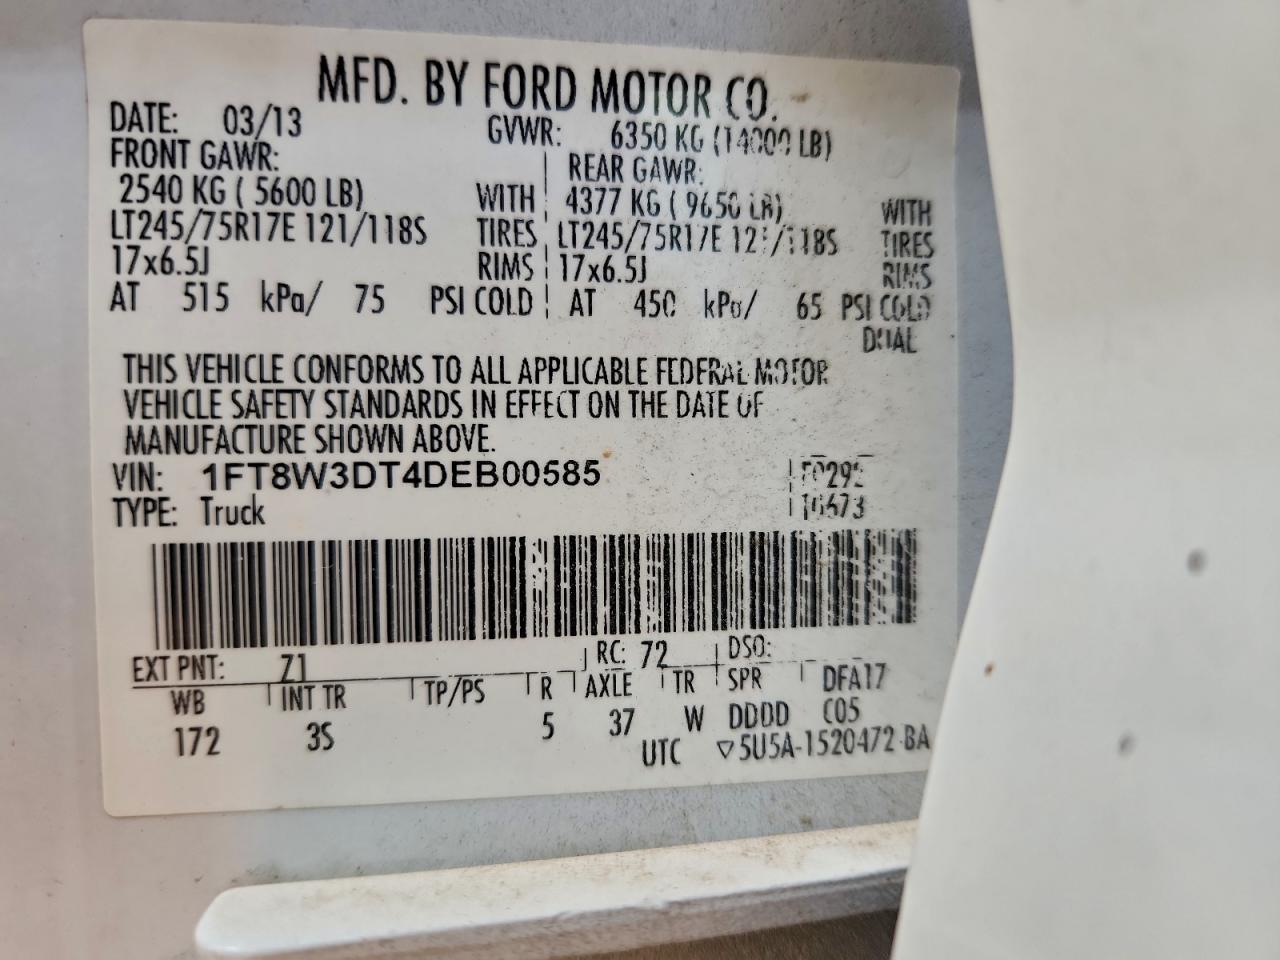 MFD. BY FORD MOTOR CO.
DATE: 03/13 GVWR: 6350 KG (14000 LB)
FRONT GAWR: REAR GAWR:
2540 KG ( 5600 LB) WITH 4377 KG ( 9650 LB) WITH
LT245/75R17E 121/118S TIRES LT245/75R17E 121/118S TIRES
17x6.5J RIMS 17x6.5J RIMS
AT 515 kPa/ 75 PSI COLD AT 450 kPa/ 65 PSI COLD
DUAL
THIS VEHICLE CONFORMS TO ALL APPLICABLE FEDERAL MOTOR
VEHICLE SAFETY STANDARDS IN EFFECT ON THE DATE OF
MANUFACTURE SHOWN ABOVE.
VIN: 1FT8W3DT4DEB00585
TYPE: Truck
EXT PNT: Z1 RC: 72 DSO:
WB INT TR TP/PS R AXLE TR SPR DFA17
172 3S 5 37 W DDDD C05
UTC ▽5U5A-1520472-BA